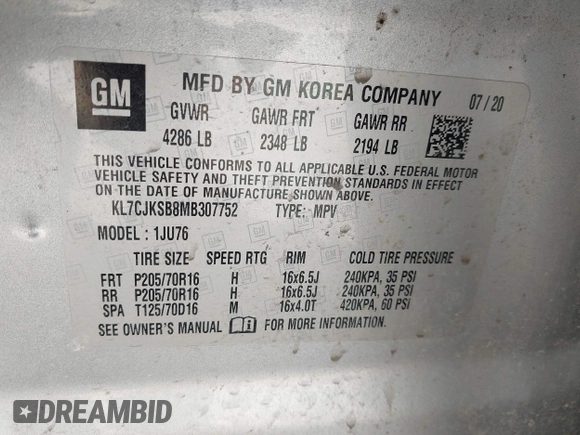 GM
MFD BY GM KOREA COMPANY 07/20
GVWR GAWR FRT GAWR RR
4286 LB 2348 LB 2194 LB
THIS VEHICLE CONFORMS TO ALL APPLICABLE U.S. FEDERAL MOTOR
VEHICLE SAFETY AND THEFT PREVENTION STANDARDS IN EFFECT
ON THE DATE OF MANUFACTURE SHOWN ABOVE.
KL7CJKSB8MB307752 TYPE: MPV
MODEL: 1JU76
TIRE SIZE SPEED RTG RIM COLD TIRE PRESSURE
FRT P205/70R16 H 16x6.5J 240KPA, 35 PSI
RR P205/70R16 H 16x6.5J 240KPA, 35 PSI
SPA T125/70D16 M 16x4.0T 420KPA, 60 PSI
SEE OWNER'S MANUAL FOR MORE INFORMATION.
DREAMBID